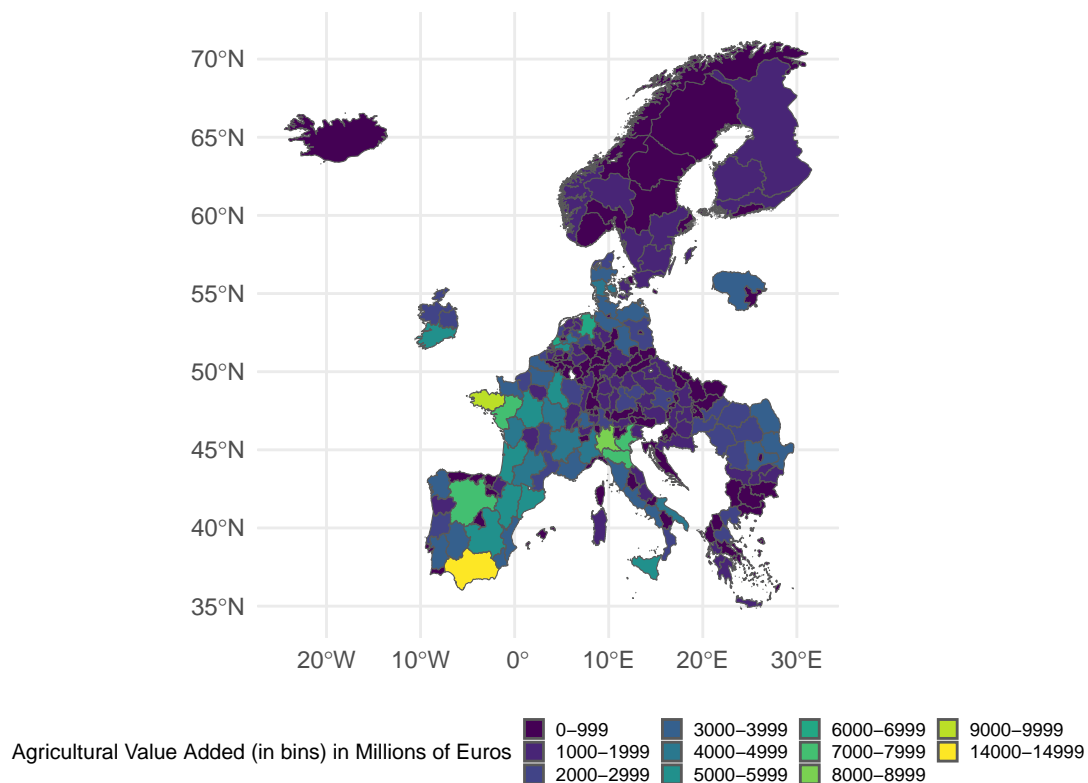 70°N
65°N
60°N
55°N
50°N
45°N
40°N
35°N
20°W 10°W 0° 10°E 20°E 30°E
Agricultural Value Added (in bins) in Millions of Euros
0–999 3000–3999 6000–6999 9000–9999
1000–1999 4000–4999 7000–7999 14000–14999
2000–2999 5000–5999 8000–8999